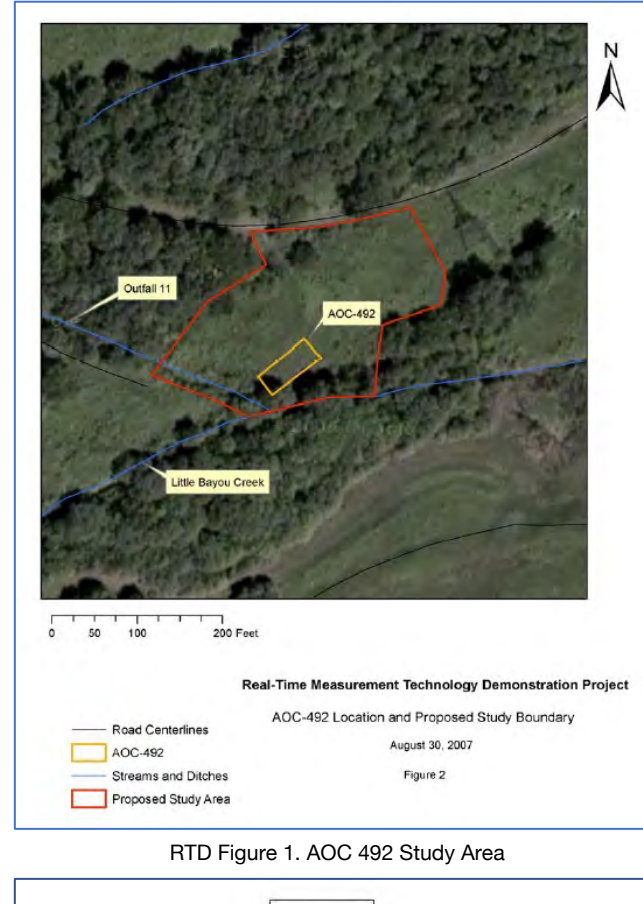 N
Outfall 11
AOC-492
Little Bayou Creek
0 50 100 200 Feet
Real-Time Measurement Technology Demonstration Project
AOC-492 Location and Proposed Study Boundary
August 30, 2007
Figure 2
Road Centerlines
AOC-492
Streams and Ditches
Proposed Study Area
RTD Figure 1. AOC 492 Study Area